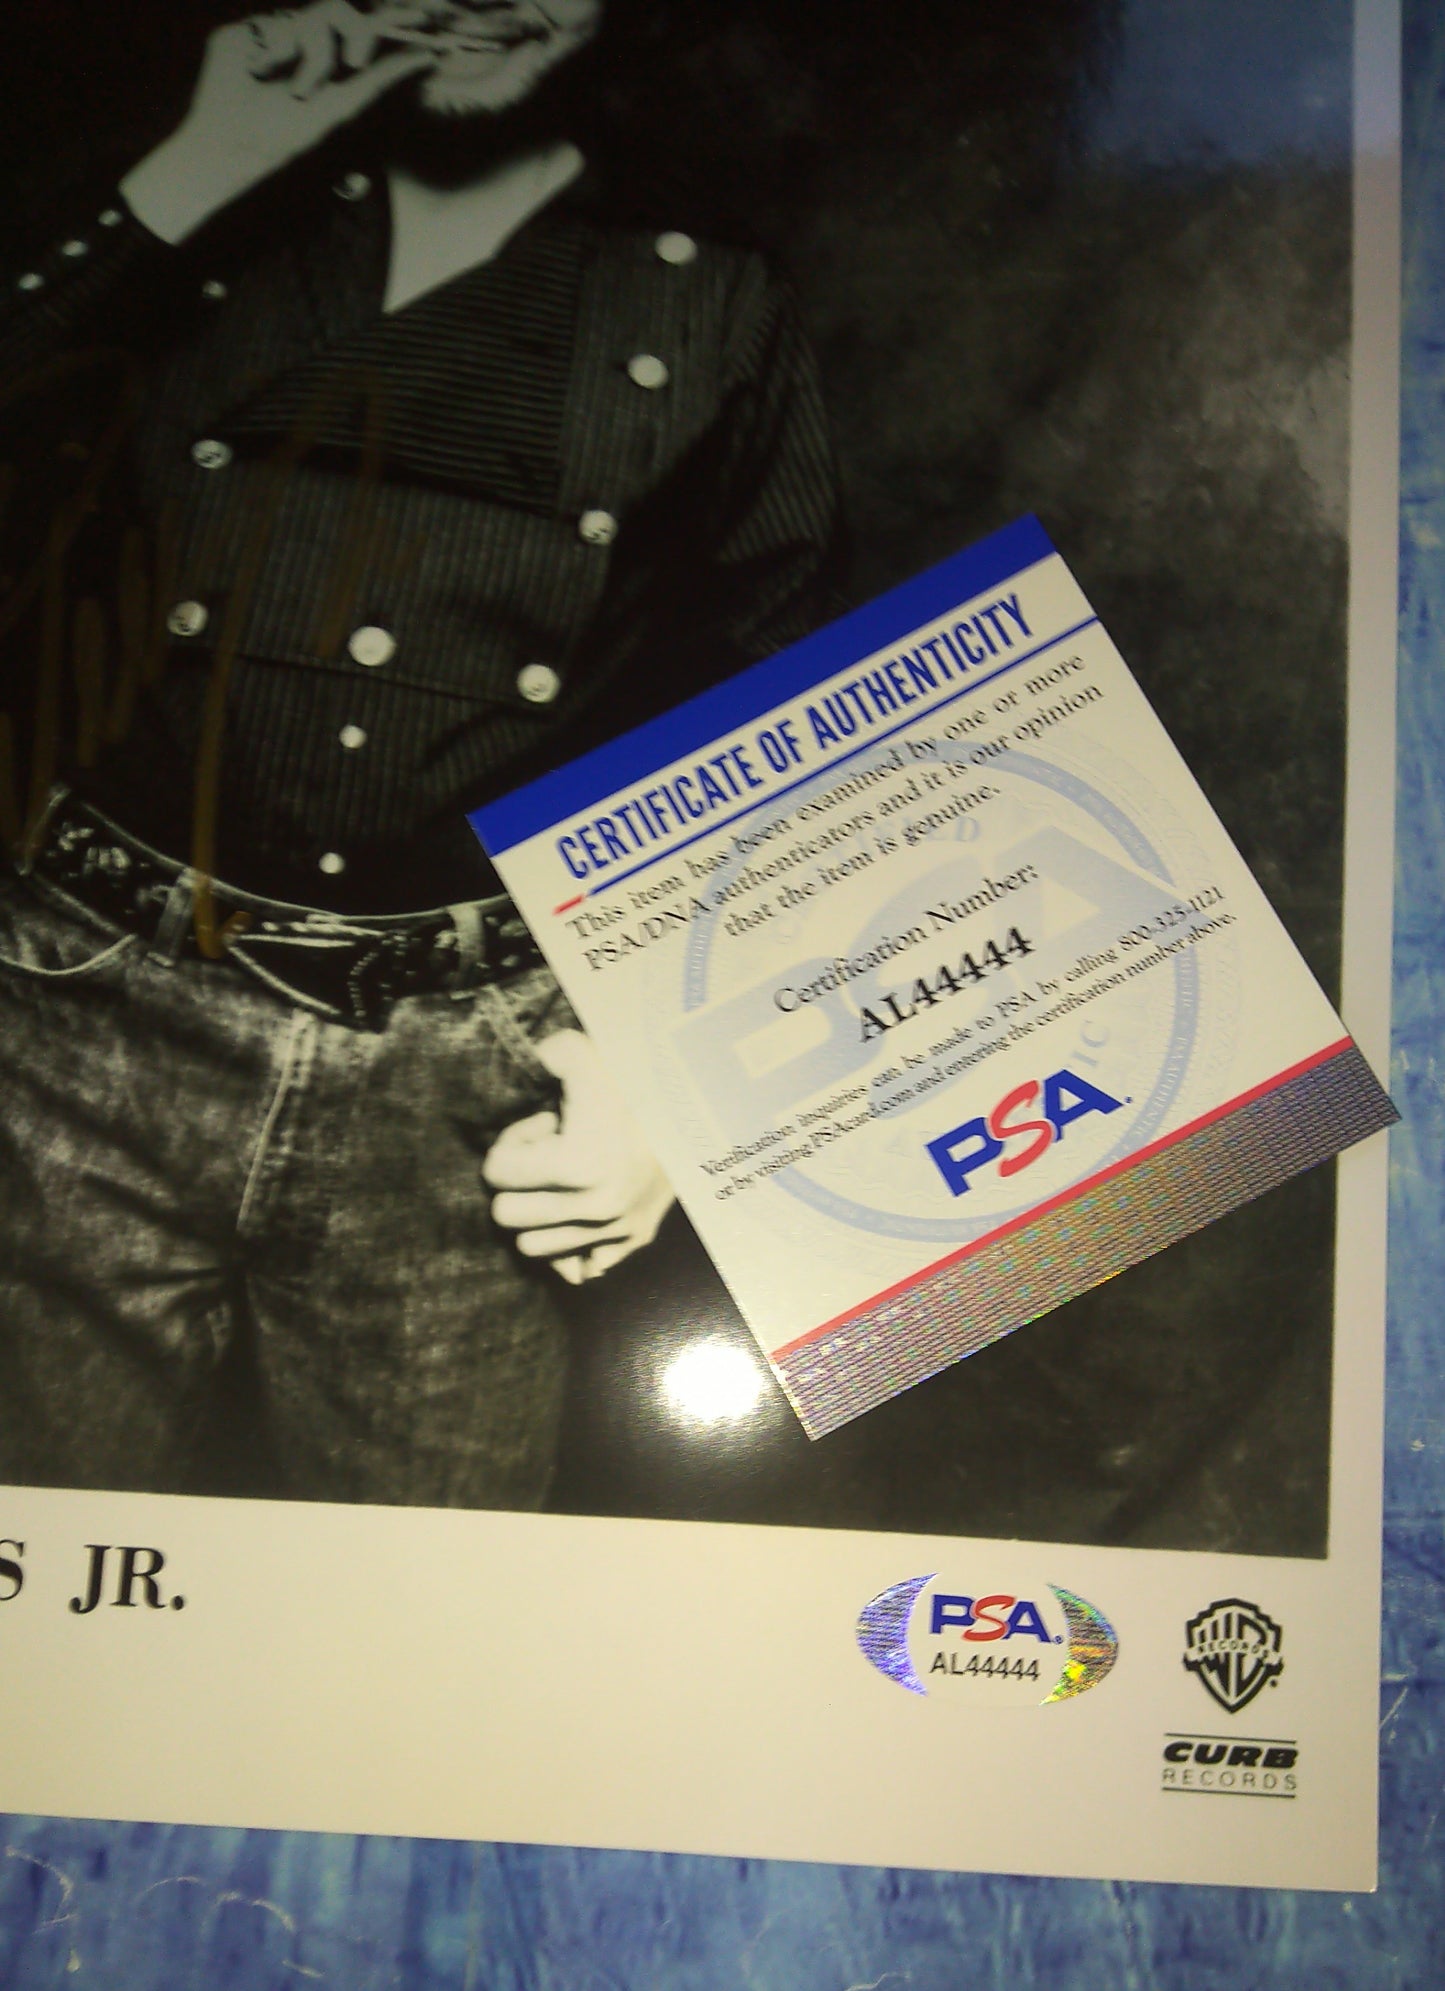 CERTIFICATE OF AUTHENTICITY
This item has been examined by one or more
PSA/DNA authenticators and it is our opinion
that the item is genuine.
Certification Number:
AL44444
Verification inquiries can be made to PSA by calling 800-325-1121
or by visiting PSAcard.com and entering the certification number above.
PSA
S JR.
PSA
AL44444
WB
RECORDS
CURB
RECORDS